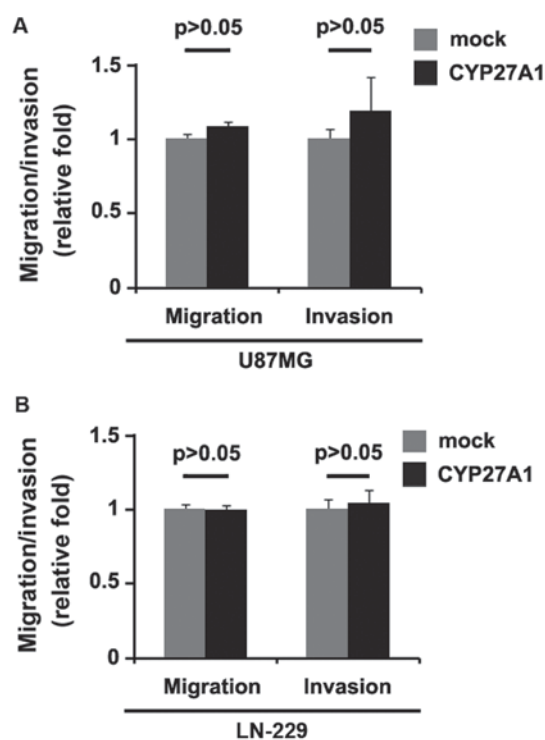 A
p>0.05 p>0.05
mock
CYP27A1
Migration/invasion
(relative fold)
1.5
1
0.5
0
Migration Invasion
U87MG
B
p>0.05 p>0.05
mock
CYP27A1
Migration/invasion
(relative fold)
1.5
1
0.5
0
Migration Invasion
LN-229